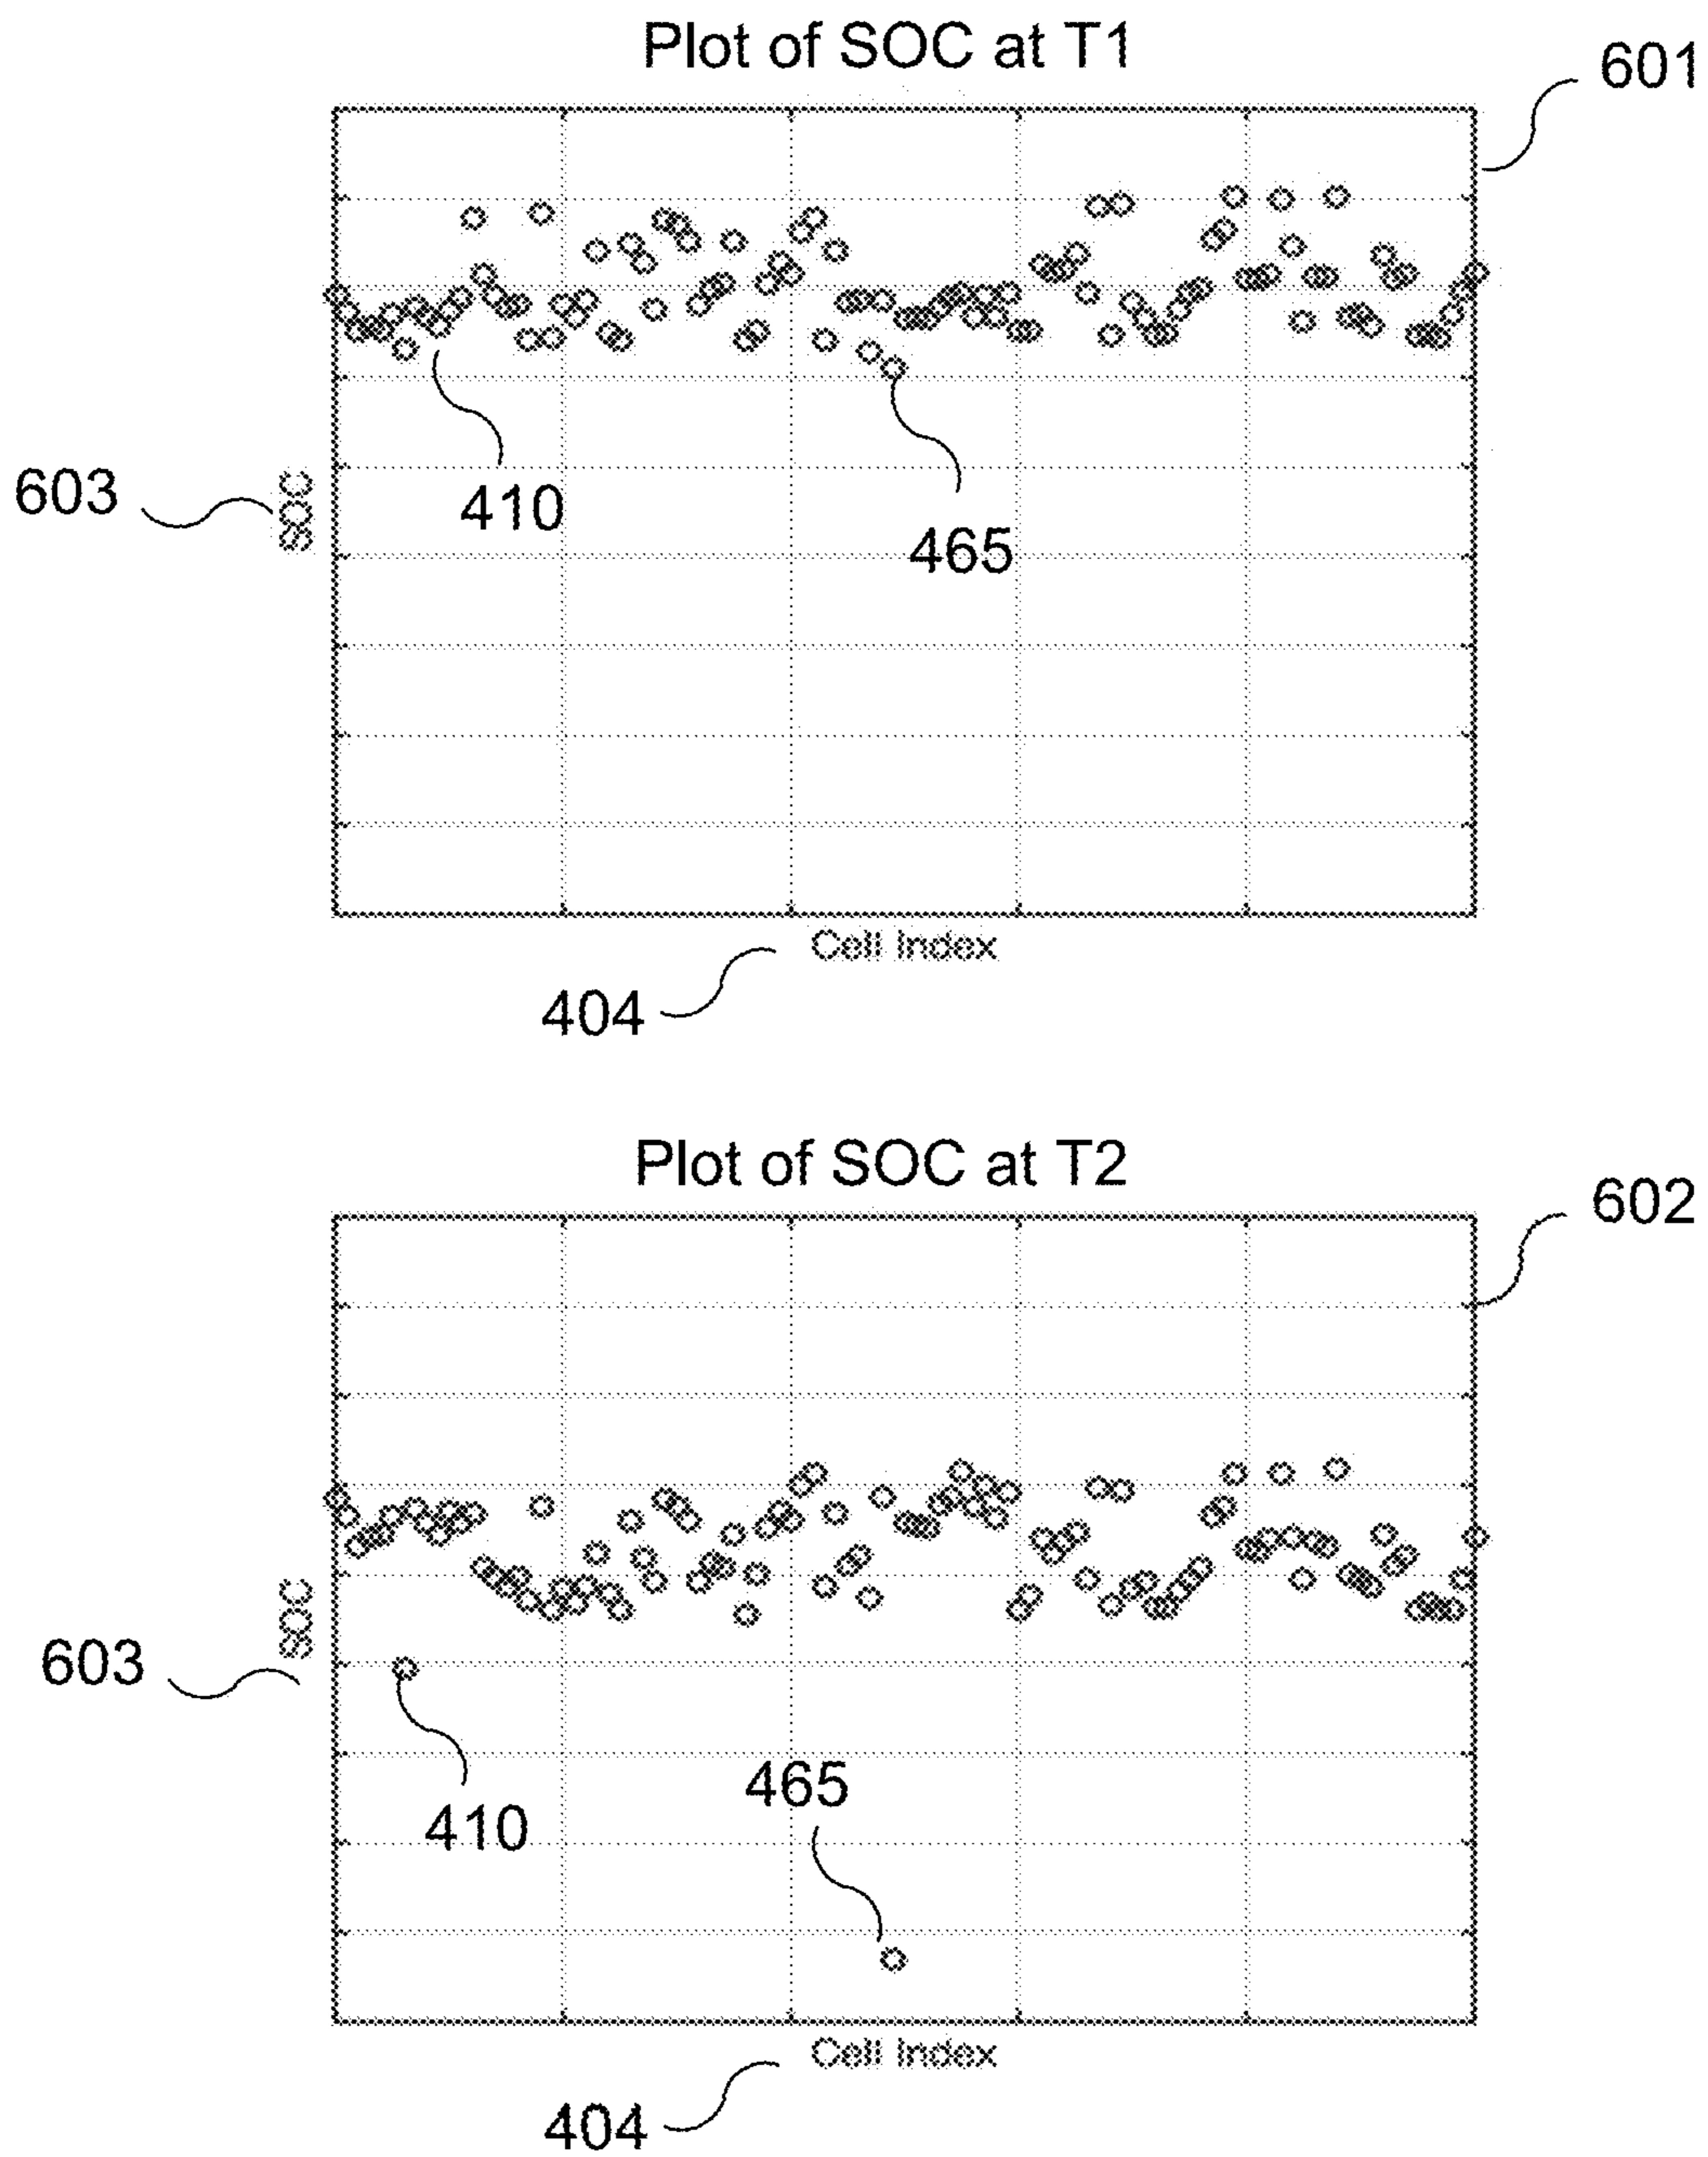 Plot of SOC at T1
601
603
SOC
410
465
Cell Index
404
Plot of SOC at T2
602
603
SOC
410
465
Cell Index
404